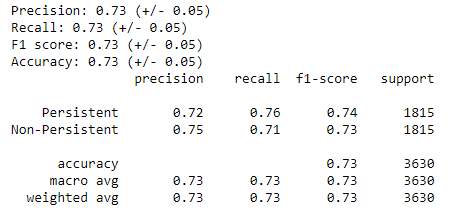 Precision: 0.73 (+/- 0.05)
Recall: 0.73 (+/- 0.05)
F1 score: 0.73 (+/- 0.05)
Accuracy: 0.73 (+/- 0.05)
precision recall f1-score support
Persistent 0.72 0.76 0.74 1815
Non-Persistent 0.75 0.71 0.73 1815
accuracy 0.73 3630
macro avg 0.73 0.73 0.73 3630
weighted avg 0.73 0.73 0.73 3630